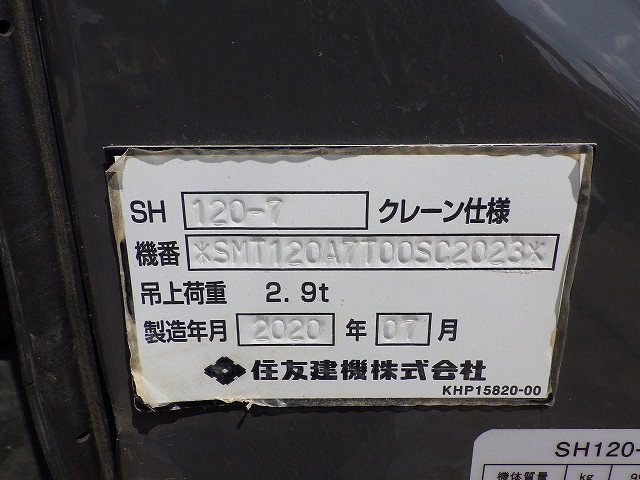 SH 120-7 クレーン仕様
機番 *SMT120A7T00SC2023*
吊上荷重 2.9t
製造年月 2020 年 07 月
住友建機株式会社
KHP15820-00
SH120-
機体質量 kg